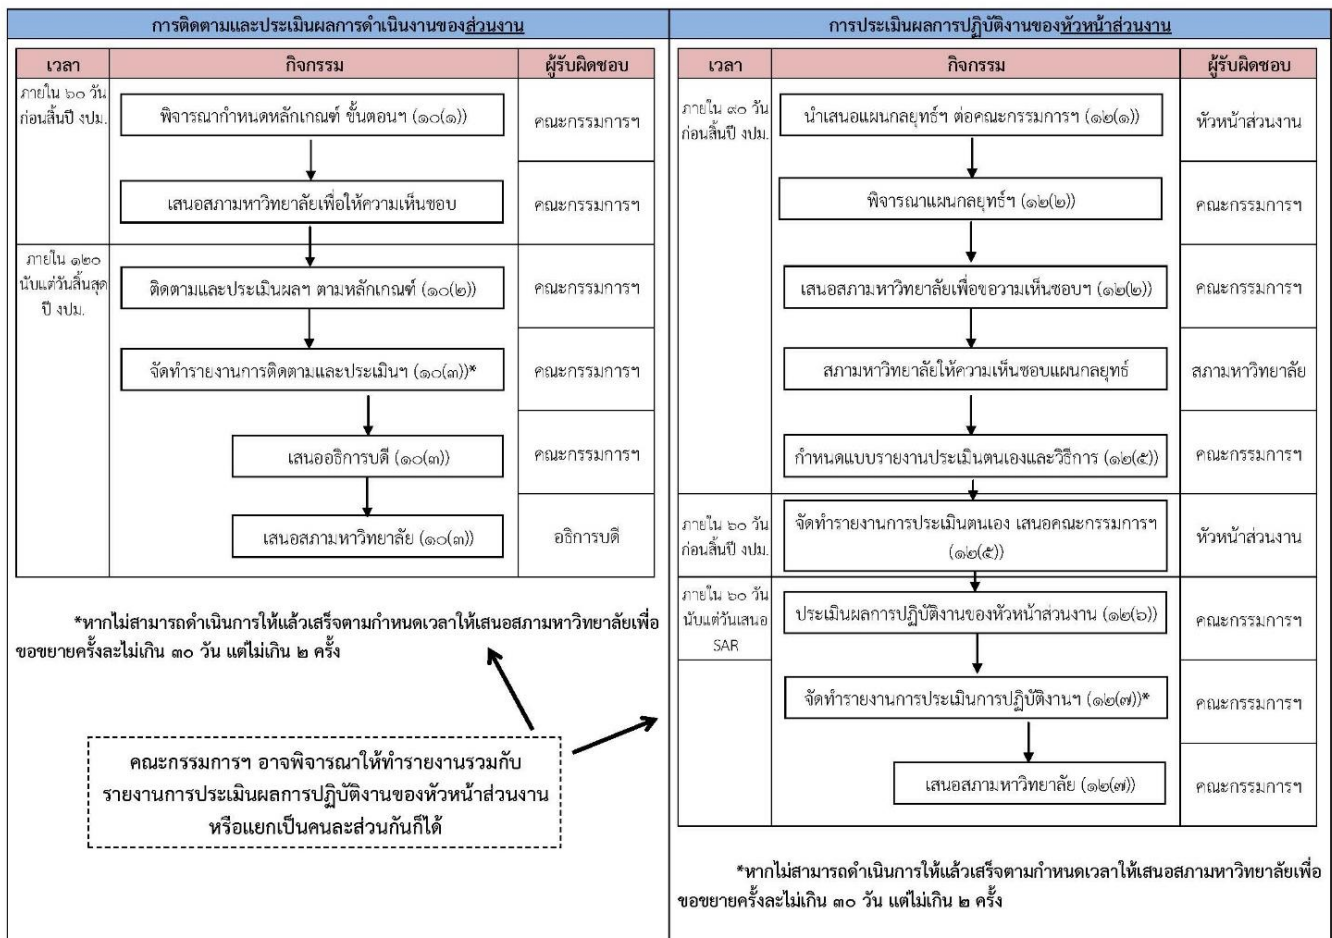 การติดตามและประเมินผลการดำเนินงานของส่วนงาน
เวลา
กิจกรรม
ผู้รับผิดชอบ
ภายใน ๖๐ วัน
ก่อนสิ้นปี งปม.
พิจารณากำหนดหลักเกณฑ์ ขั้นตอนฯ (๑๐(๑))
คณะกรรมการฯ
เสนอสภามหาวิทยาลัยเพื่อให้ความเห็นชอบ
คณะกรรมการฯ
ภายใน ๑๒๐
นับแต่วันสิ้นสุด
ปี งปม.
ติดตามและประเมินผลฯ ตามหลักเกณฑ์ (๑๐(๒))
คณะกรรมการฯ
จัดทำรายงานการติดตามและประเมินฯ (๑๐(๓))*
คณะกรรมการฯ
เสนออธิการบดี (๑๐(๓))
คณะกรรมการฯ
เสนอสภามหาวิทยาลัย (๑๐(๓))
อธิการบดี
*หากไม่สามารถดำเนินการให้แล้วเสร็จตามกำหนดเวลาให้เสนอสภามหาวิทยาลัยเพื่อ
ขอขยายครั้งละไม่เกิน ๓๐ วัน แต่ไม่เกิน ๒ ครั้ง
คณะกรรมการฯ อาจพิจารณาให้ทำรายงานรวมกับ
รายงานการประเมินผลการปฏิบัติงานของหัวหน้าส่วนงาน
หรือแยกเป็นคนละส่วนกันก็ได้
การประเมินผลการปฏิบัติงานของหัวหน้าส่วนงาน
เวลา
กิจกรรม
ผู้รับผิดชอบ
ภายใน ๙๐ วัน
ก่อนสิ้นปี งปม.
นำเสนอแผนกลยุทธ์ฯ ต่อคณะกรรมการฯ (๑๒(๑))
หัวหน้าส่วนงาน
พิจารณาแผนกลยุทธ์ฯ (๑๒(๒))
คณะกรรมการฯ
เสนอสภามหาวิทยาลัยเพื่อขอวามเห็นชอบฯ (๑๒(๒))
คณะกรรมการฯ
สภามหาวิทยาลัยให้ความเห็นชอบแผนกลยุทธ์
สภามหาวิทยาลัย
กำหนดแบบรายงานประเมินตนเองและวิธีการ (๑๒(๕))
คณะกรรมการฯ
ภายใน ๖๐ วัน
ก่อนสิ้นปี งปม.
จัดทำรายงานการประเมินตนเอง เสนอคณะกรรมการฯ
(๑๒(๕))
หัวหน้าส่วนงาน
ภายใน ๖๐ วัน
นับแต่วันเสนอ
SAR
ประเมินผลการปฏิบัติงานของหัวหน้าส่วนงาน (๑๒(๖))
คณะกรรมการฯ
จัดทำรายงานการประเมินการปฏิบัติงานฯ (๑๒(๗))*
คณะกรรมการฯ
เสนอสภามหาวิทยาลัย (๑๒(๗))
คณะกรรมการฯ
*หากไม่สามารถดำเนินการให้แล้วเสร็จตามกำหนดเวลาให้เสนอสภามหาวิทยาลัยเพื่อ
ขอขยายครั้งละไม่เกิน ๓๐ วัน แต่ไม่เกิน ๒ ครั้ง